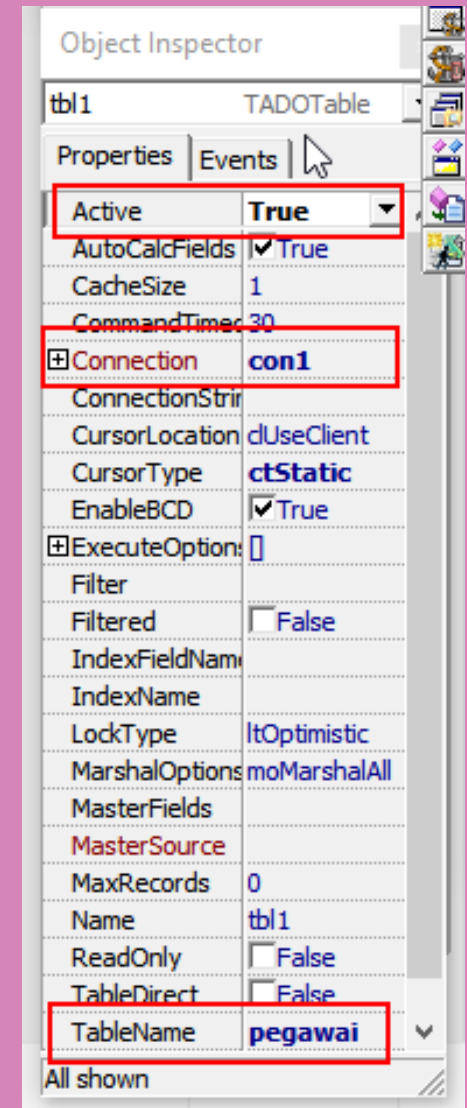 Object Inspector
tbl1 TADOTable
Properties Events
Active True
AutoCalcFields True
CacheSize 1
CommandTimec 30
Connection con1
ConnectionStrir
CursorLocation clUseClient
CursorType ctStatic
EnableBCD True
ExecuteOption: []
Filter
Filtered False
IndexFieldName
IndexName
LockType ltOptimistic
MarshalOptions moMarshalAll
MasterFields
MasterSource
MaxRecords 0
Name tbl1
ReadOnly False
TableDirect False
TableName pegawai
All shown